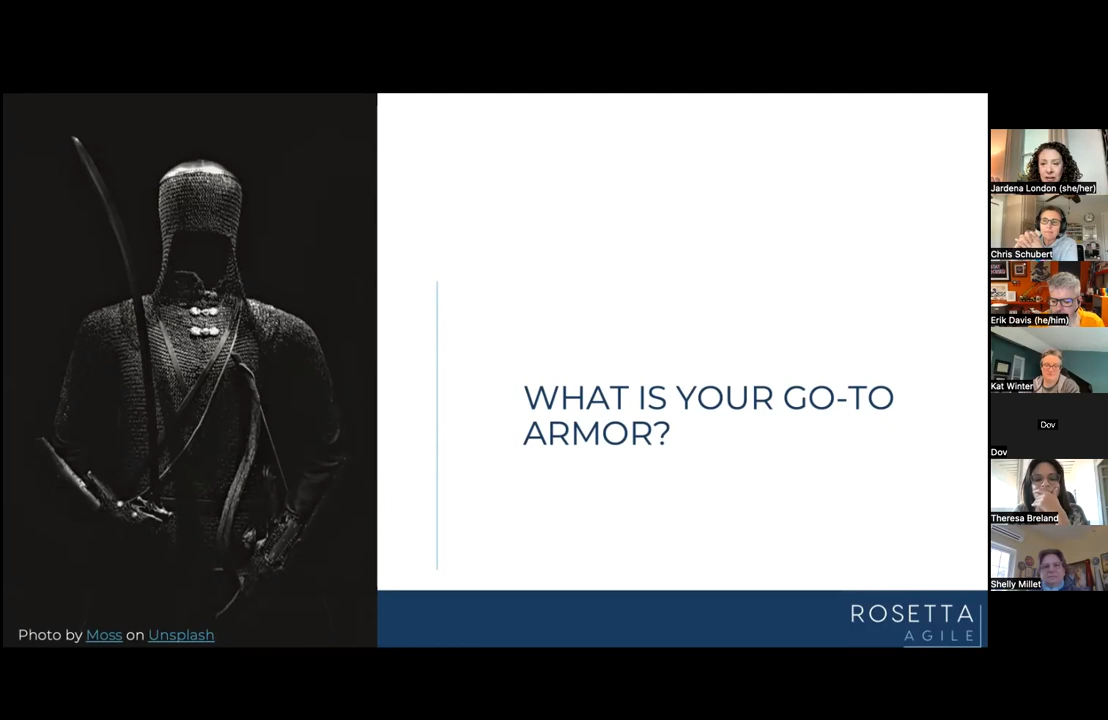 WHAT IS YOUR GO-TO
ARMOR?
Photo by Moss on Unsplash
ROSETTA
AGILE
Jardena London (she/her)
Chris Schubert
Erik Davis (he/him)
Kat Winter
Dov
Dov
Theresa Breland
Shelly Millet